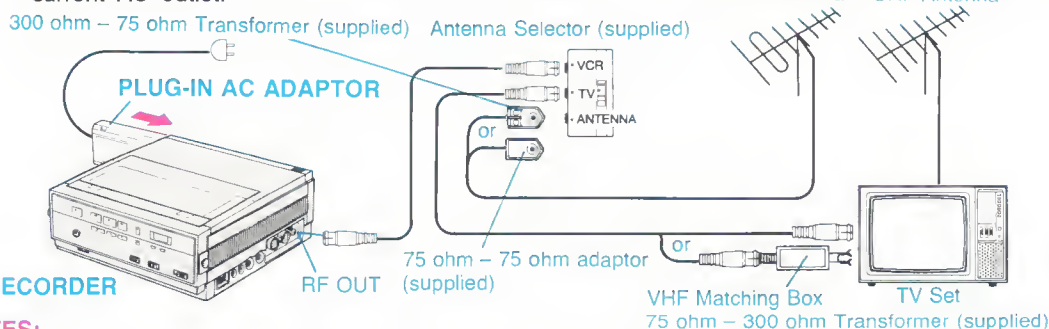 300 ohm – 75 ohm Transformer (supplied)
Antenna Selector (supplied)
PLUG-IN AC ADAPTOR
VCR
TV
ANTENNA
or
75 ohm – 75 ohm adaptor
(supplied)
RF OUT
ECORDER
or
VHF Matching Box
75 ohm – 300 ohm Transformer (supplied)
TV Set